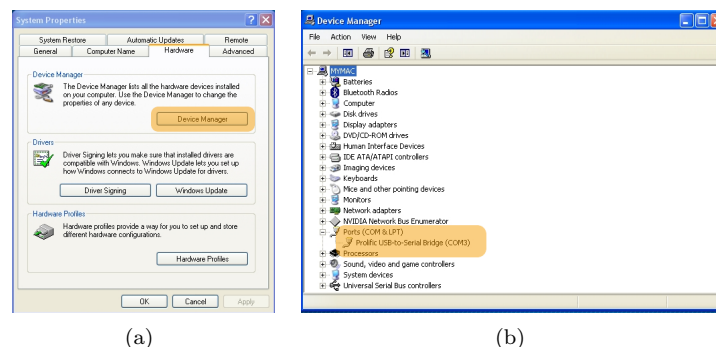 System Properties
System Restore Automatic Updates Remote
General Computer Name Hardware Advanced
Device Manager
The Device Manager lists all the hardware devices installed
on your computer. Use the Device Manager to change the
properties of any device.
Device Manager
Drivers
Driver Signing lets you make sure that installed drivers are
compatible with Windows. Windows Update lets you set up
how Windows connects to Windows Update for drivers.
Driver Signing Windows Update
Hardware Profiles
Hardware profiles provide a way for you to set up and store
different hardware configurations.
Hardware Profiles
OK Cancel Apply
(a)
Device Manager
File Action View Help
MYMAC
Batteries
Bluetooth Radios
Computer
Disk drives
Display adapters
DVD/CD-ROM drives
Human Interface Devices
IDE ATA/ATAPI controllers
Imaging devices
Keyboards
Mice and other pointing devices
Monitors
Network adapters
NVIDIA Network Bus Enumerator
Ports (COM & LPT)
Prolific USB-to-Serial Bridge (COM3)
Processors
Sound, video and game controllers
System devices
Universal Serial Bus controllers
(b)